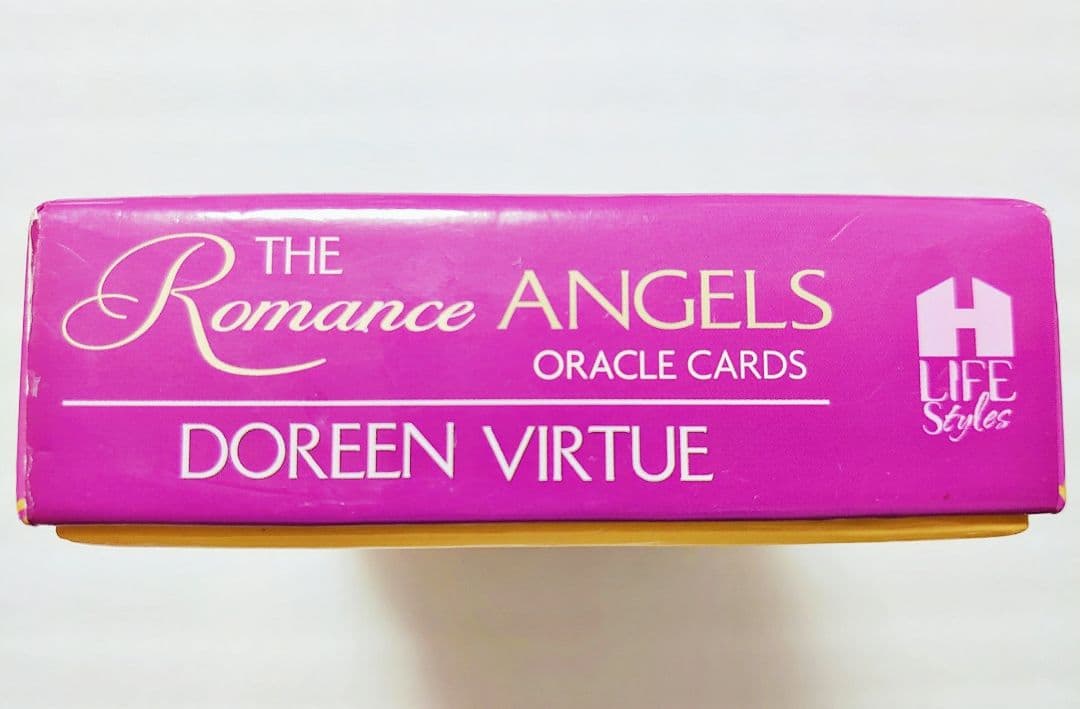 THE
Romance ANGELS
ORACLE CARDS
DOREEN VIRTUE
H
LIFE
Styles